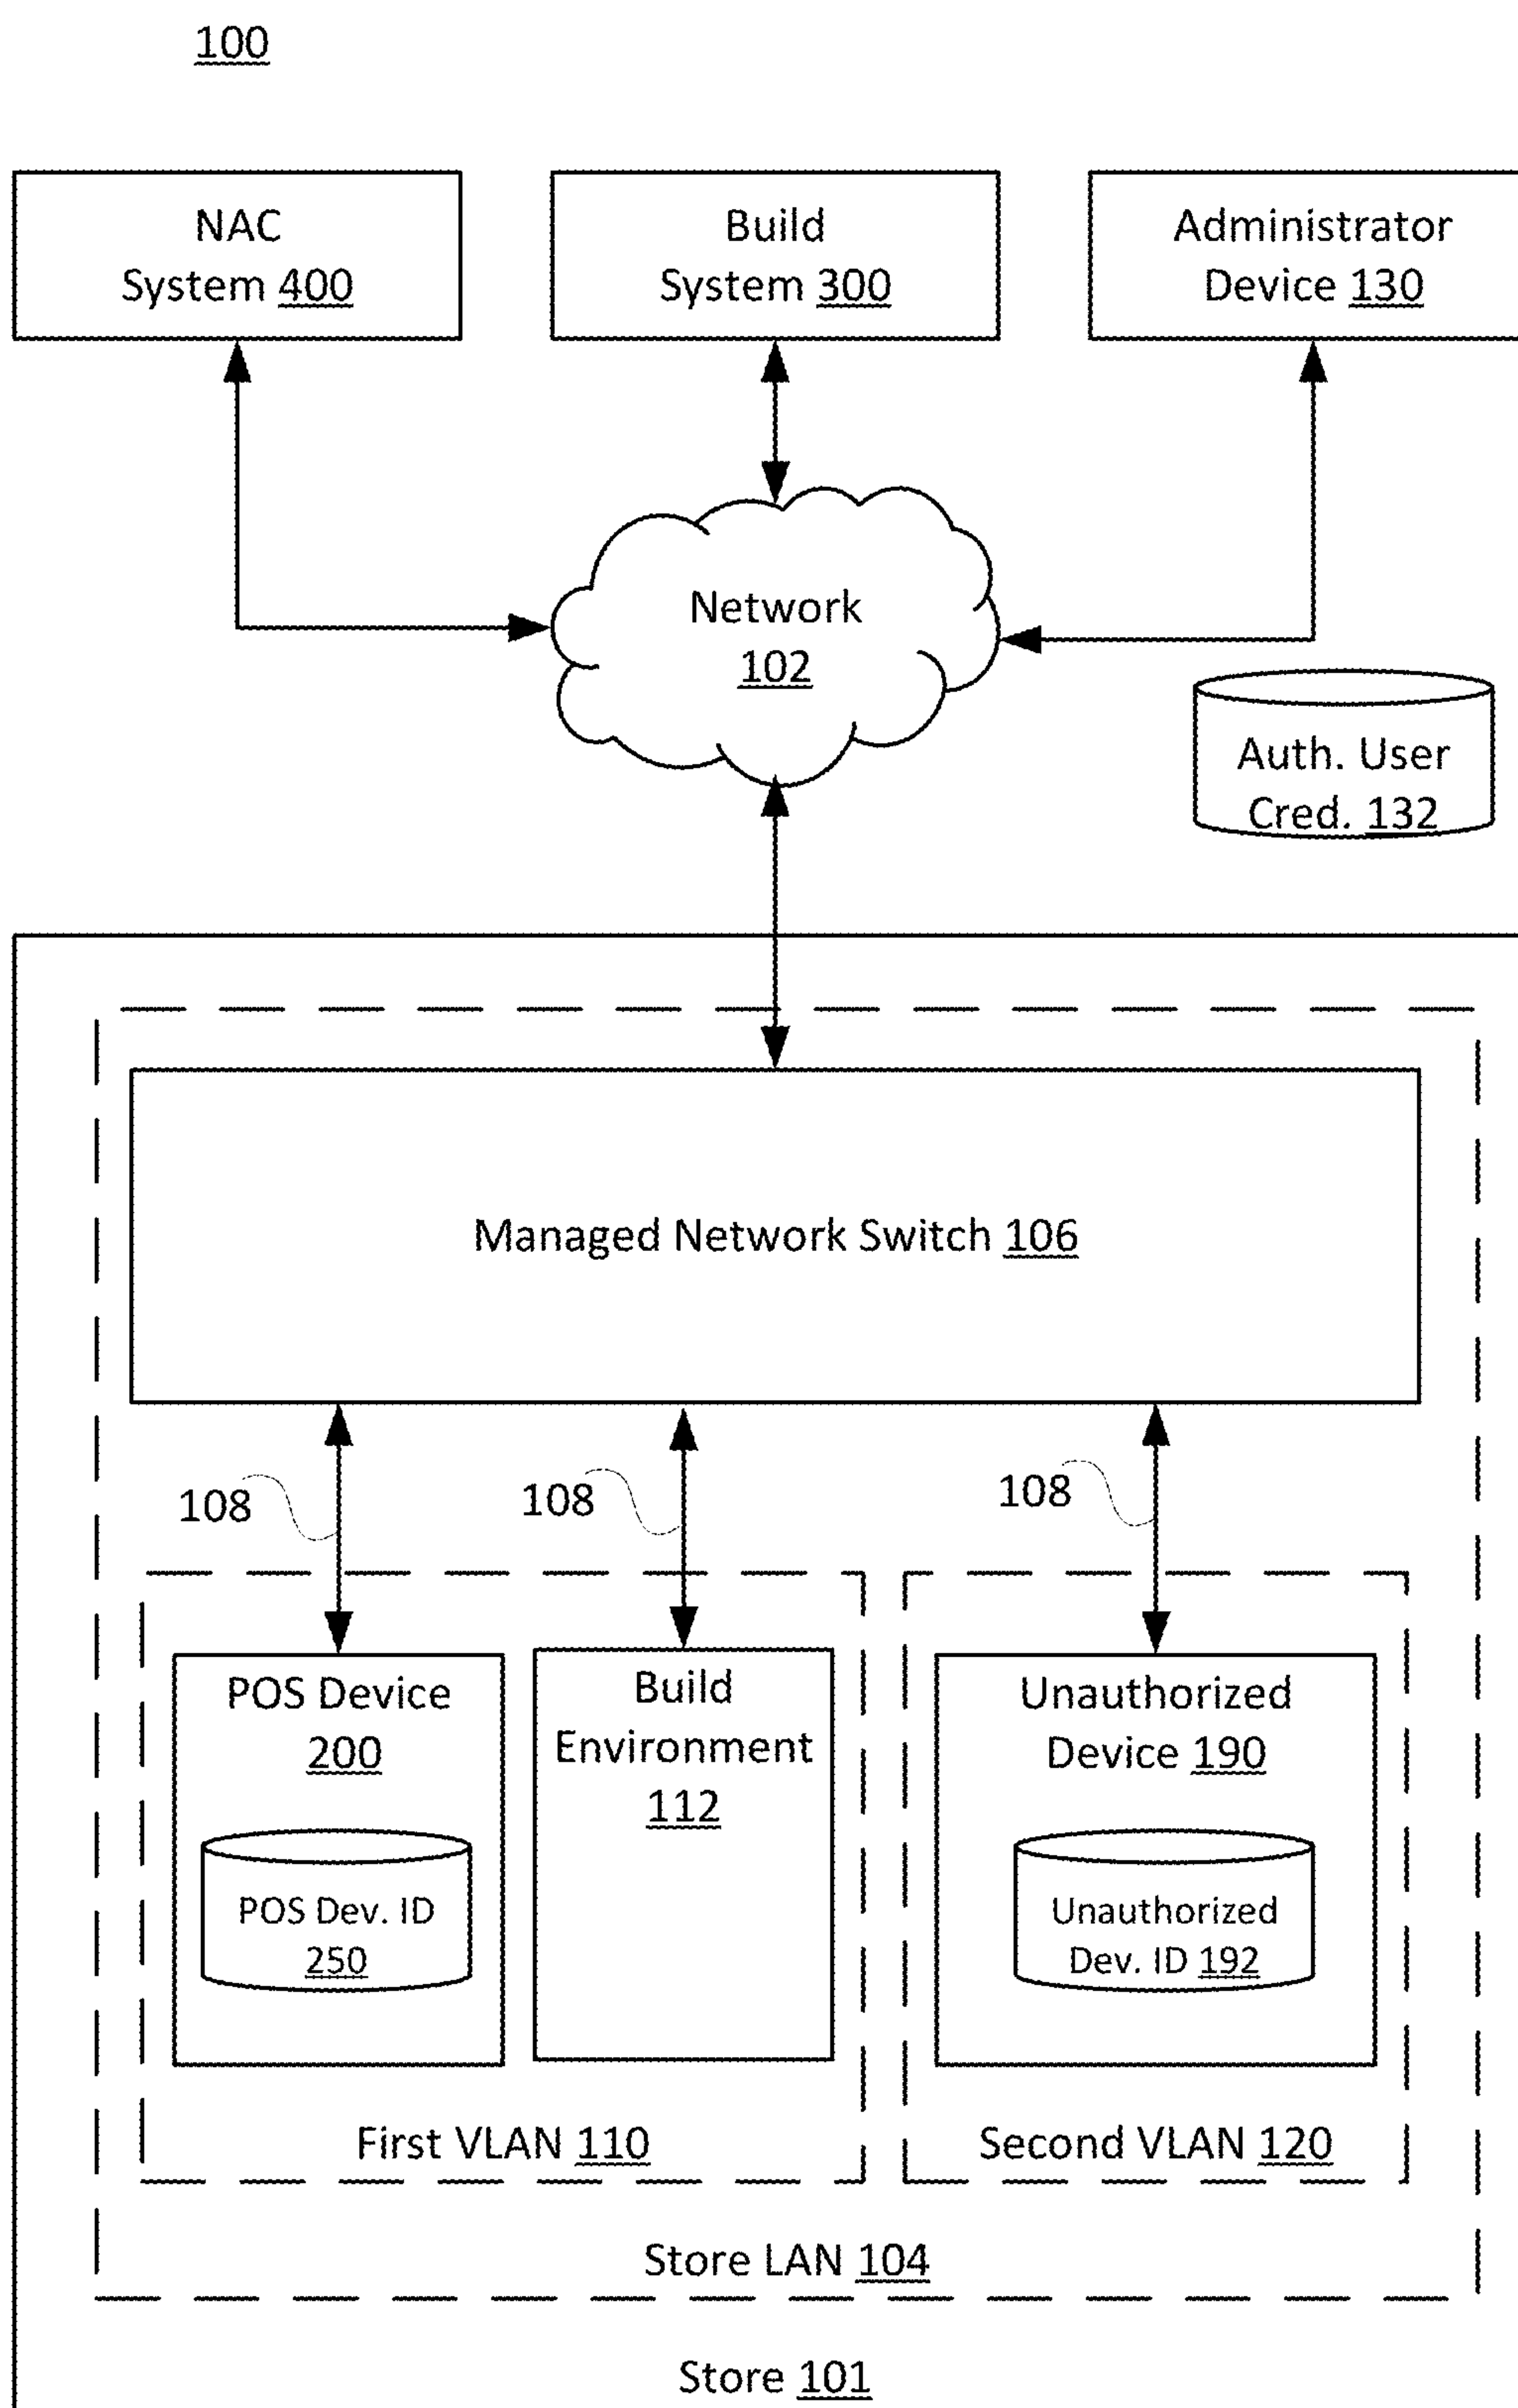 100
NAC
System 400
Build
System 300
Administrator
Device 130
Network
102
Auth. User
Cred. 132
Managed Network Switch 106
108
108
108
POS Device
200
POS Dev. ID
250
Build
Environment
112
Unauthorized
Device 190
Unauthorized
Dev. ID 192
First VLAN 110
Second VLAN 120
Store LAN 104
Store 101